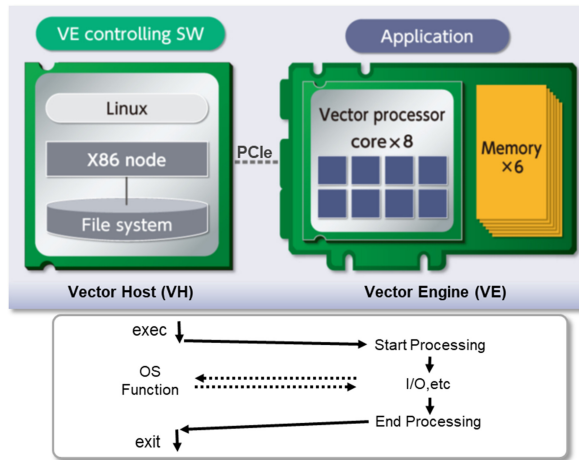 VE controlling SW
Application
Linux
X86 node
File system
PCIe
Vector processor
core×8
Memory
×6
Vector Host (VH)
Vector Engine (VE)
exec
Start Processing
OS
Function
I/O,etc
End Processing
exit